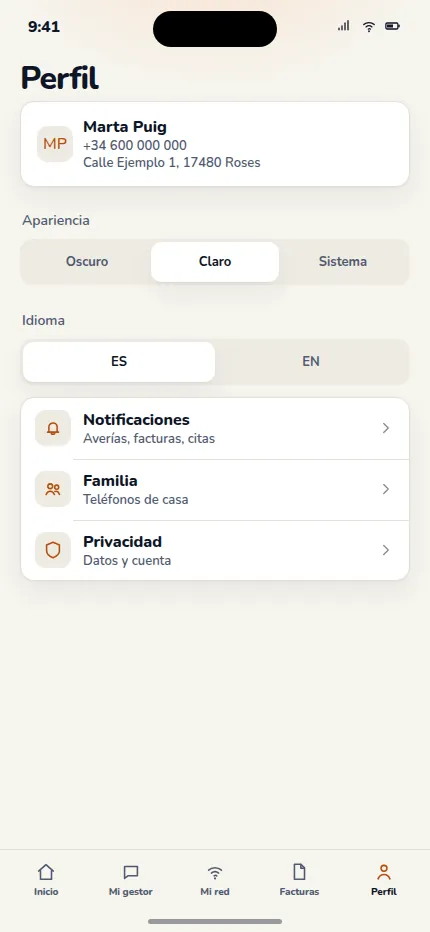 9:41
Perfil
MP
Marta Puig
+34 600 000 000
Calle Ejemplo 1, 17480 Roses
Apariencia
Oscuro
Claro
Sistema
Idioma
ES
EN
Notificaciones
Averías, facturas, citas
Familia
Teléfonos de casa
Privacidad
Datos y cuenta
Inicio
Mi gestor
Mi red
Facturas
Perfil